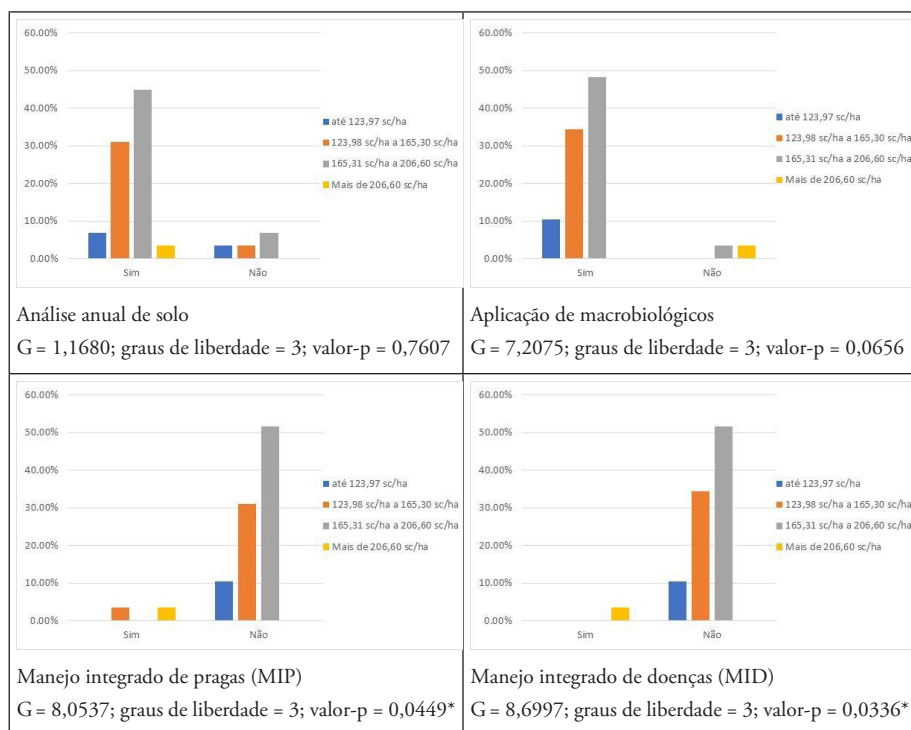 60.00%
50.00%
40.00%
30.00%
20.00%
10.00%
0.00%
Sim Não
até 123,97 sc/ha
123,98 sc/ha a 165,30 sc/ha
165,31 sc/ha a 206,60 sc/ha
Mais de 206,60 sc/ha
Análise anual de solo
G = 1,1680; graus de liberdade = 3; valor-p = 0,7607
60.00%
50.00%
40.00%
30.00%
20.00%
10.00%
0.00%
Sim Não
até 123,97 sc/ha
123,98 sc/ha a 165,30 sc/ha
165,31 sc/ha a 206,60 sc/ha
Mais de 206,60 sc/ha
Aplicação de macrobiológicos
G = 7,2075; graus de liberdade = 3; valor-p = 0,0656
60.00%
50.00%
40.00%
30.00%
20.00%
10.00%
0.00%
Sim Não
até 123,97 sc/ha
123,98 sc/ha a 165,30 sc/ha
165,31 sc/ha a 206,60 sc/ha
Mais de 206,60 sc/ha
Manejo integrado de pragas (MIP)
G = 8,0537; graus de liberdade = 3; valor-p = 0,0449*
60.00%
50.00%
40.00%
30.00%
20.00%
10.00%
0.00%
Sim Não
até 123,97 sc/ha
123,98 sc/ha a 165,30 sc/ha
165,31 sc/ha a 206,60 sc/ha
Mais de 206,60 sc/ha
Manejo integrado de doenças (MID)
G = 8,6997; graus de liberdade = 3; valor-p = 0,0336*